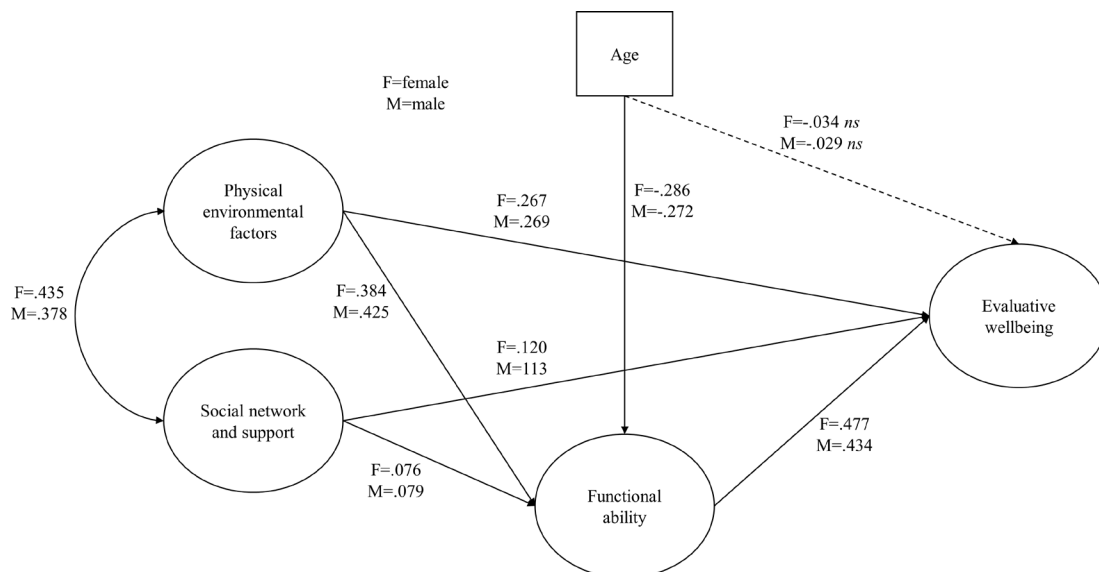 Age
F=female
M=male
F=-.034 ns
M=-.029 ns
Physical
environmental
factors
F=.267
M=.269
F=-.286
M=-.272
F=.435
M=.378
F=.384
M=.425
Evaluative
wellbeing
F=.120
M=113
Social network
and support
F=.477
M=.434
F=.076
M=.079
Functional
ability